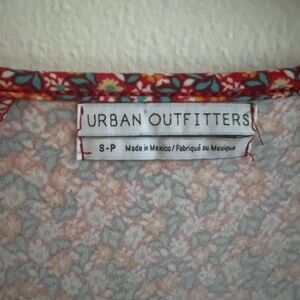 URBAN OUTFITTERS
S-P Made in Mexico / Fabriqué au Mexique